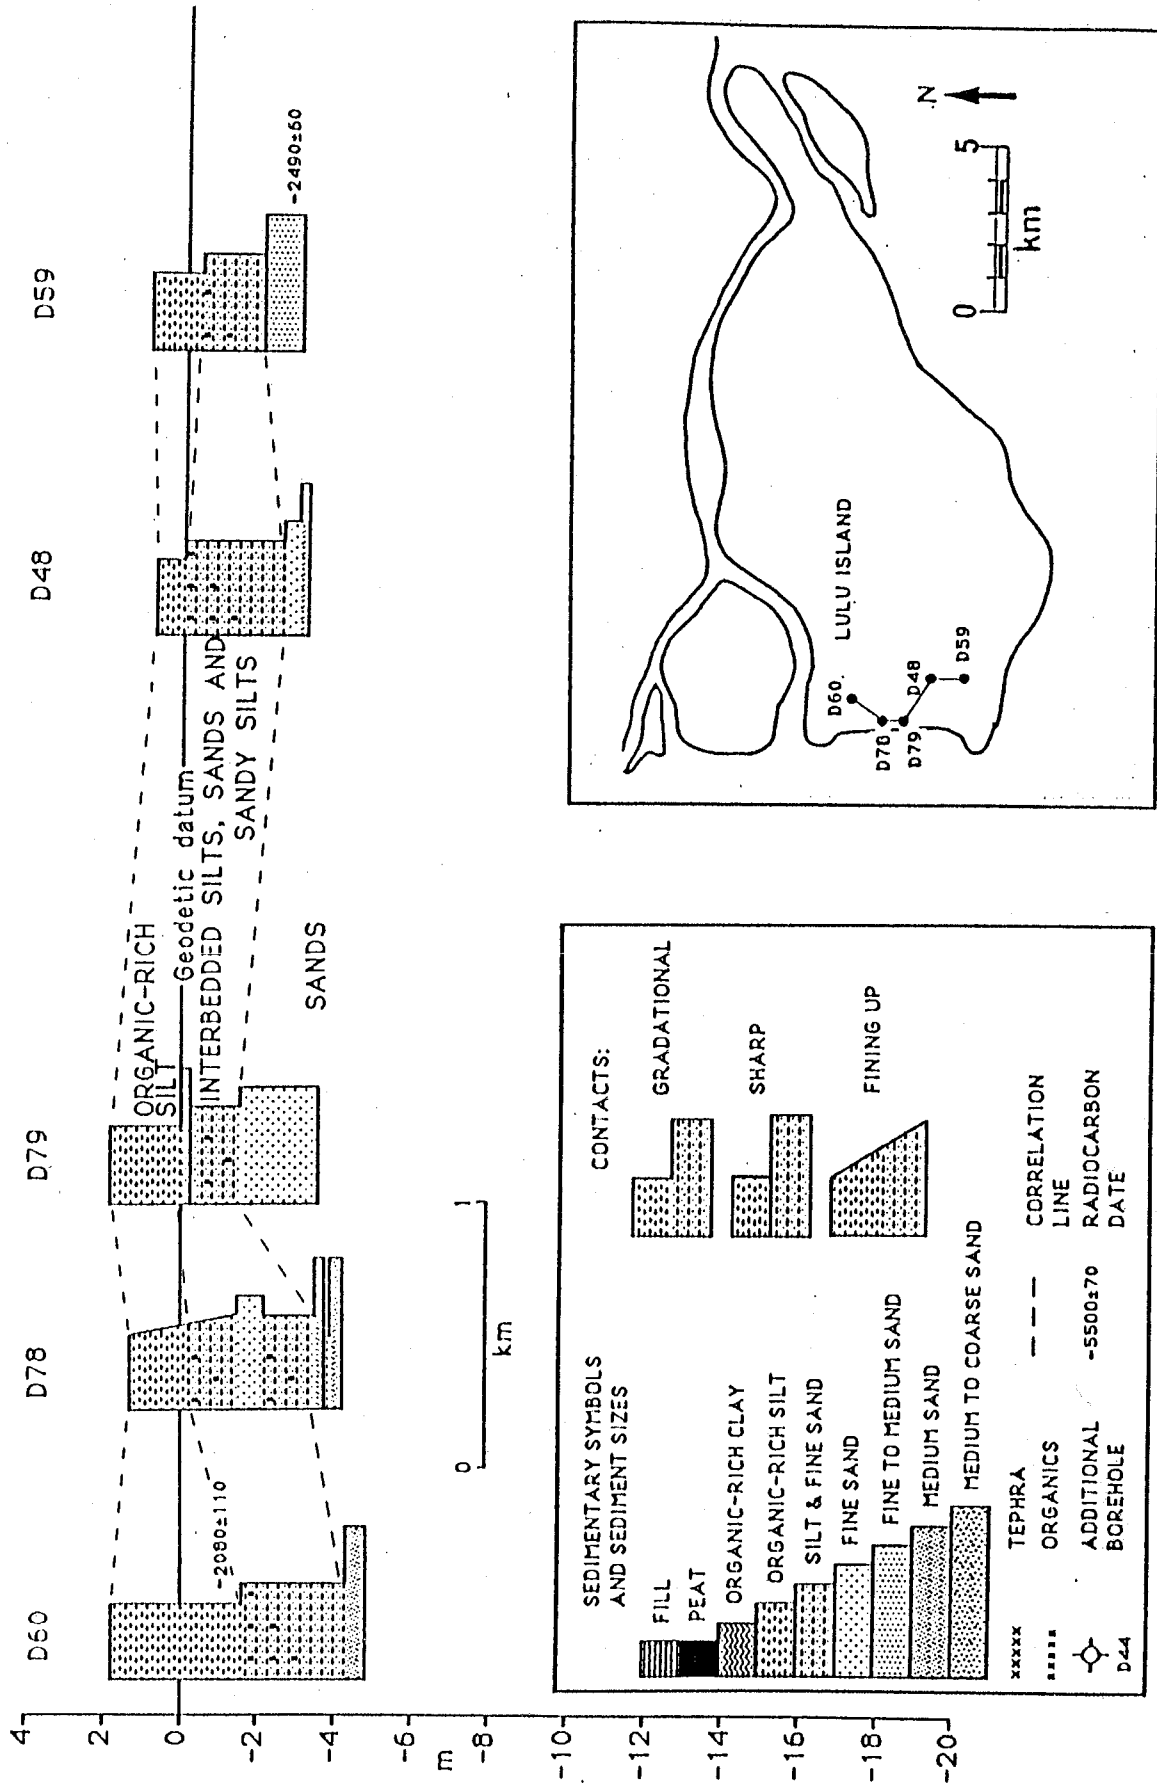 D60
D78
D79
D48
D59
4
2
0
-2
-4
m
-8
-10
-12
-14
-16
-18
-20
-2080±110
-2490±60
ORGANIC-RICH
SILT
Geodetic datum
INTERBEDDED SILTS, SANDS AND
SANDY SILTS
SANDS
0
1
km
SEDIMENTARY SYMBOLS
AND SEDIMENT SIZES
FILL
PEAT
ORGANIC-RICH CLAY
ORGANIC-RICH SILT
SILT & FINE SAND
FINE SAND
FINE TO MEDIUM SAND
MEDIUM SAND
MEDIUM TO COARSE SAND
CONTACTS:
GRADATIONAL
SHARP
FINING UP
xxxxx TEPHRA
ORGANICS
D44
ADDITIONAL
BOREHOLE
CORRELATION
LINE
-5500±70 RADIOCARBON
DATE
LULU ISLAND
D60
D78
D79
D48
D59
N
0 5
km